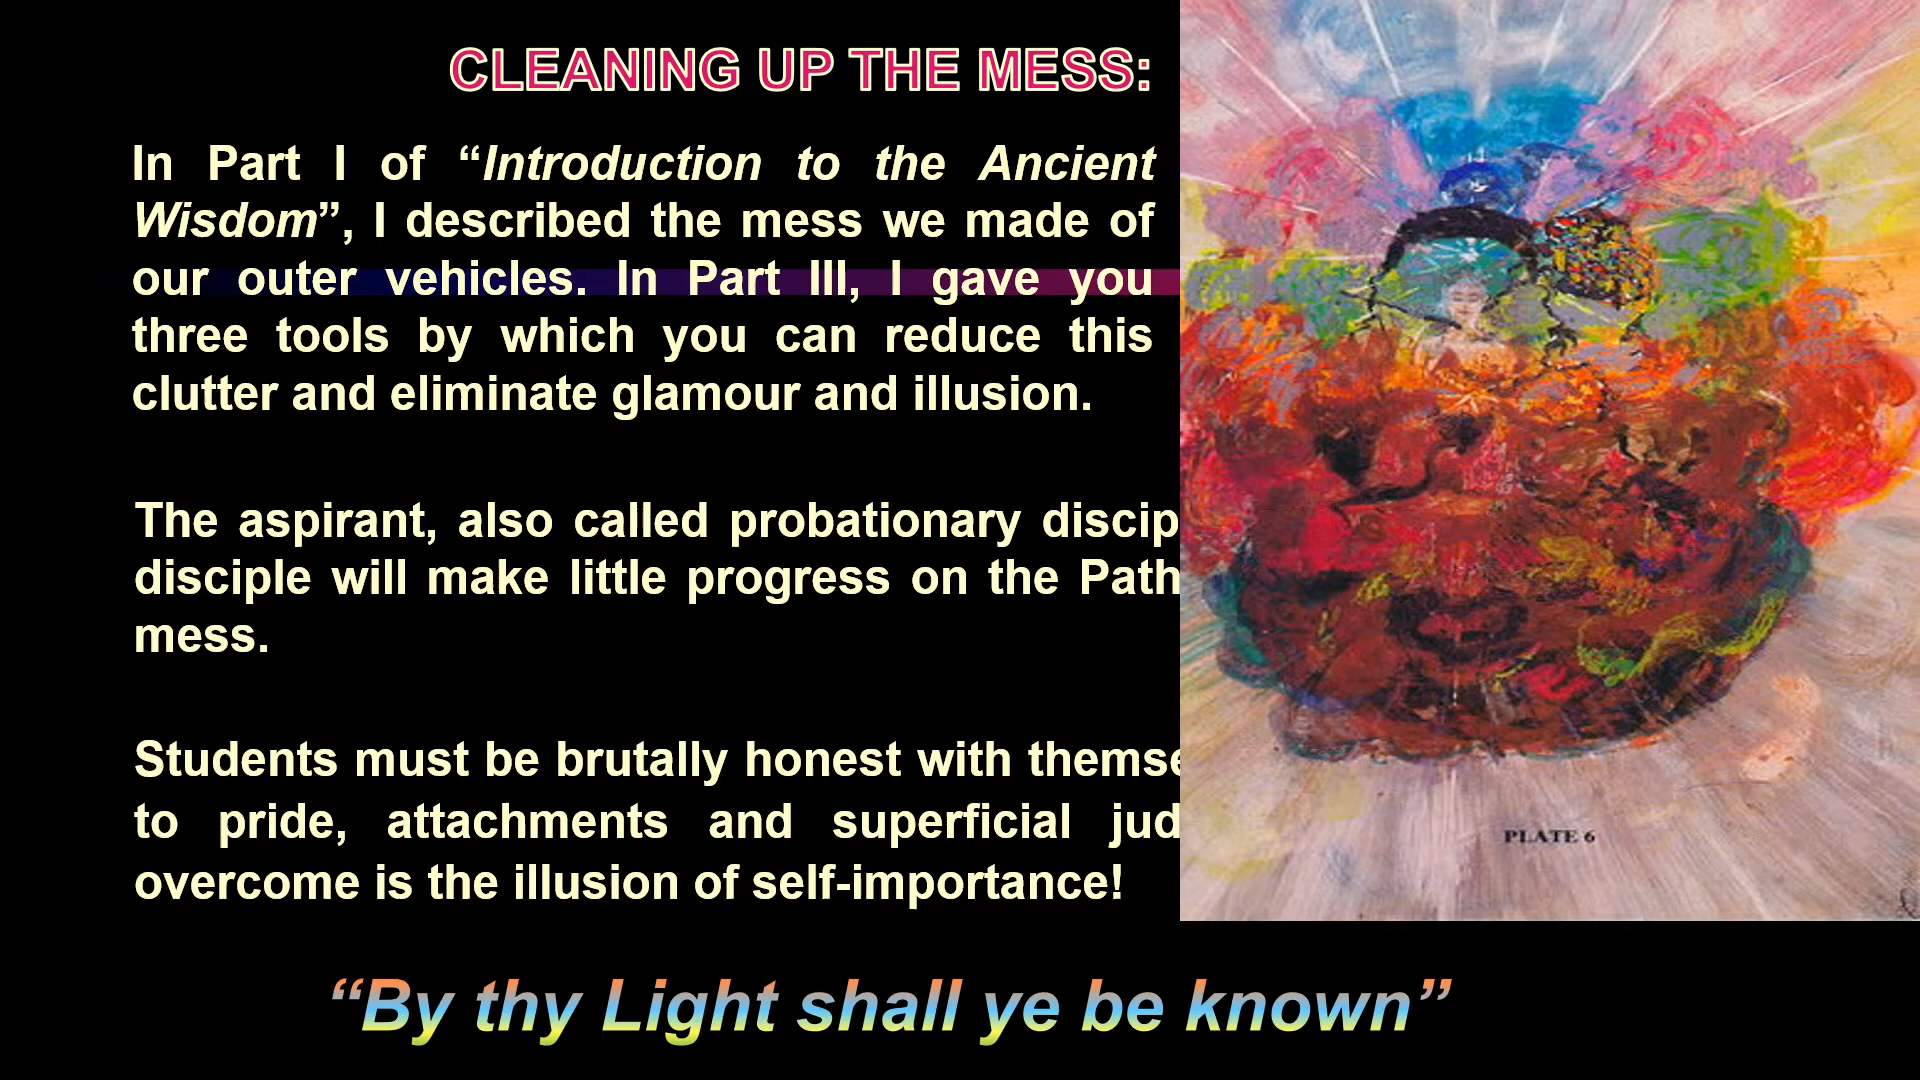 CLEANING UP THE MESS:
In Part I of “Introduction to the Ancient
Wisdom”, I described the mess we made of
our outer vehicles. In Part III, I gave you
three tools by which you can reduce this
clutter and eliminate glamour and illusion.
The aspirant, also called probationary discip
disciple will make little progress on the Path
mess.
Students must be brutally honest with themse
to pride, attachments and superficial jud
overcome is the illusion of self-importance!
PLATE 6
“By thy Light shall ye be known”